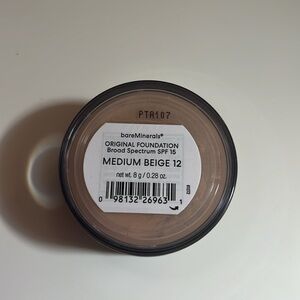 PTA107
bareMinerals®
ORIGINAL FOUNDATION
Broad Spectrum SPF 15
MEDIUM BEIGE 12
net wt. 8 g / 0.28 oz.
0 98132 26963 1